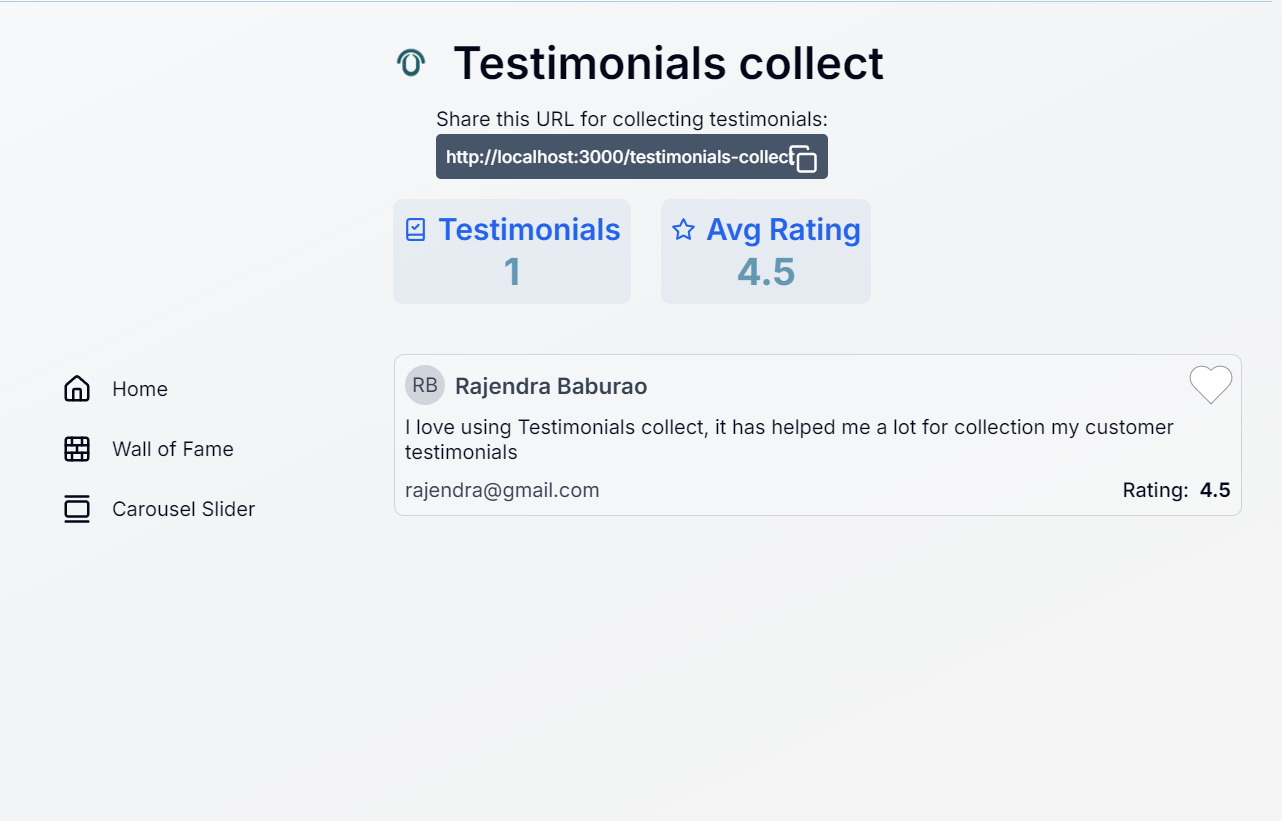 Testimonials collect
Share this URL for collecting testimonials:
http://localhost:3000/testimonials-collect
Testimonials
1
Avg Rating
4.5
Home
Wall of Fame
Carousel Slider
RB
Rajendra Baburao
I love using Testimonials collect, it has helped me a lot for collection my customer
testimonials
rajendra@gmail.com
Rating: 4.5